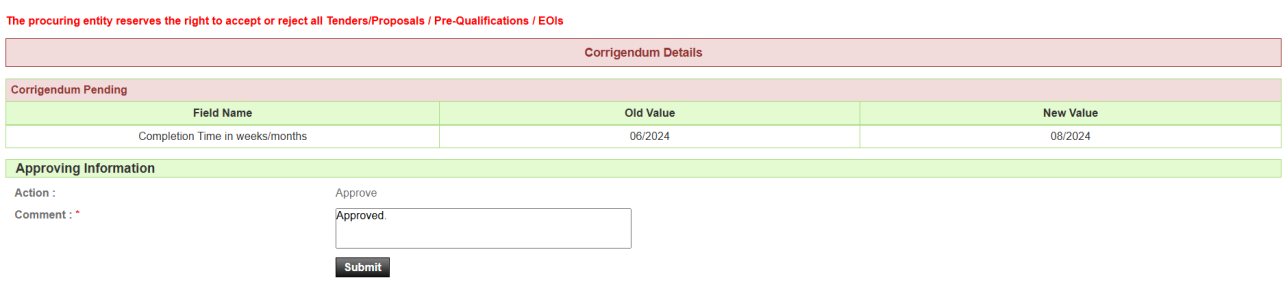 The procuring entity reserves the right to accept or reject all Tenders/Proposals / Pre-Qualifications / EOIs
Corrigendum Details
Corrigendum Pending
Field Name Old Value New Value
Completion Time in weeks/months 06/2024 08/2024
Approving Information
Action : Approve
Comment : * Approved.
Submit